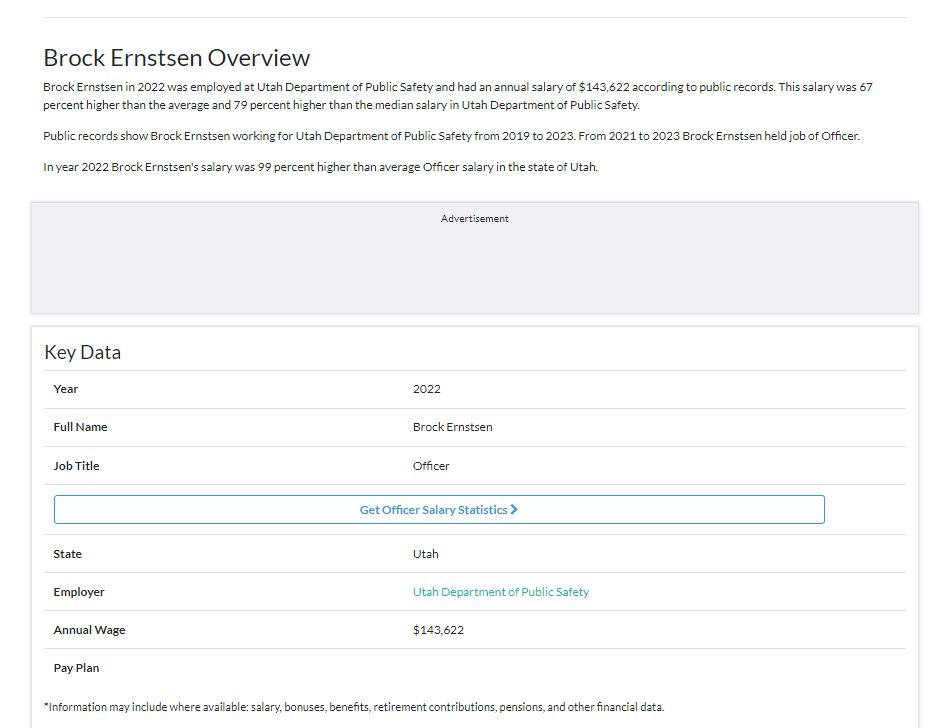 Brock Ernstsen Overview
Brock Ernstsen in 2022 was employed at Utah Department of Public Safety and had an annual salary of $143,622 according to public records. This salary was 67
percent higher than the average and 79 percent higher than the median salary in Utah Department of Public Safety.
Public records show Brock Ernstsen working for Utah Department of Public Safety from 2019 to 2023. From 2021 to 2023 Brock Ernstsen held job of Officer.
In year 2022 Brock Ernstsen's salary was 99 percent higher than average Officer salary in the state of Utah.
Advertisement
Key Data
Year 2022
Full Name Brock Ernstsen
Job Title Officer
Get Officer Salary Statistics
State Utah
Employer Utah Department of Public Safety
Annual Wage $143,622
Pay Plan
*Information may include where available: salary, bonuses, benefits, retirement contributions, pensions, and other financial data.